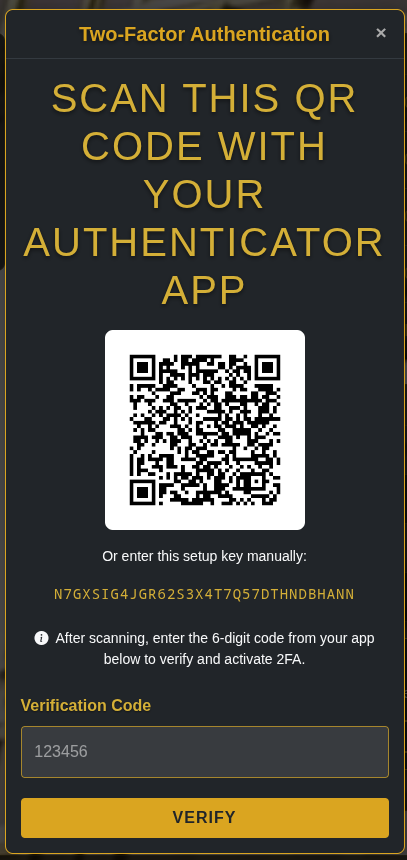 Two-Factor Authentication
×
SCAN THIS QR
CODE WITH
YOUR
AUTHENTICATOR
APP
Or enter this setup key manually:
N7GXSIG4JGR62S3X4T7Q57DTHNDBHANN
After scanning, enter the 6-digit code from your app
below to verify and activate 2FA.
Verification Code
123456
VERIFY